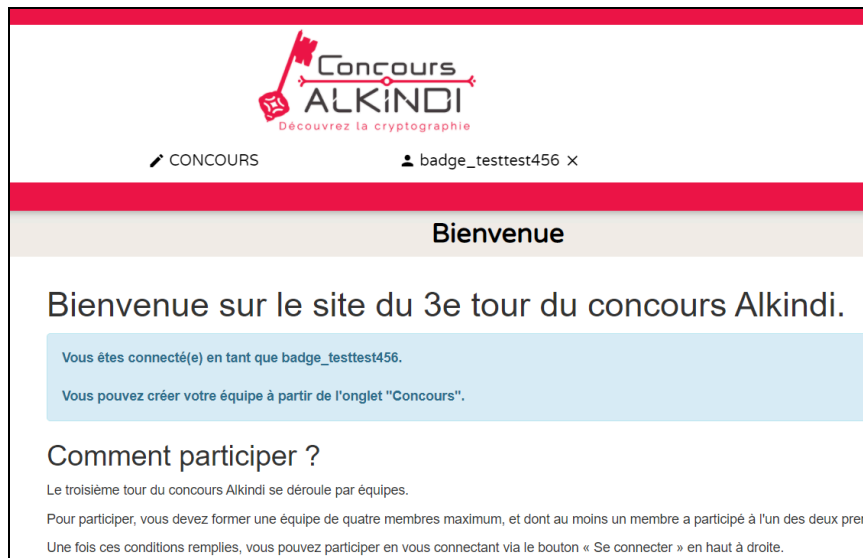 Concours
ALKINDI
Découvrez la cryptographie
CONCOURS
badge_testtest456 ×
Bienvenue
Bienvenue sur le site du 3e tour du concours Alkindi.
Vous êtes connecté(e) en tant que badge_testtest456.
Vous pouvez créer votre équipe à partir de l'onglet "Concours".
Comment participer ?
Le troisième tour du concours Alkindi se déroule par équipes.
Pour participer, vous devez former une équipe de quatre membres maximum, et dont au moins un membre a participé à l'un des deux pre
Une fois ces conditions remplies, vous pouvez participer en vous connectant via le bouton « Se connecter » en haut à droite.